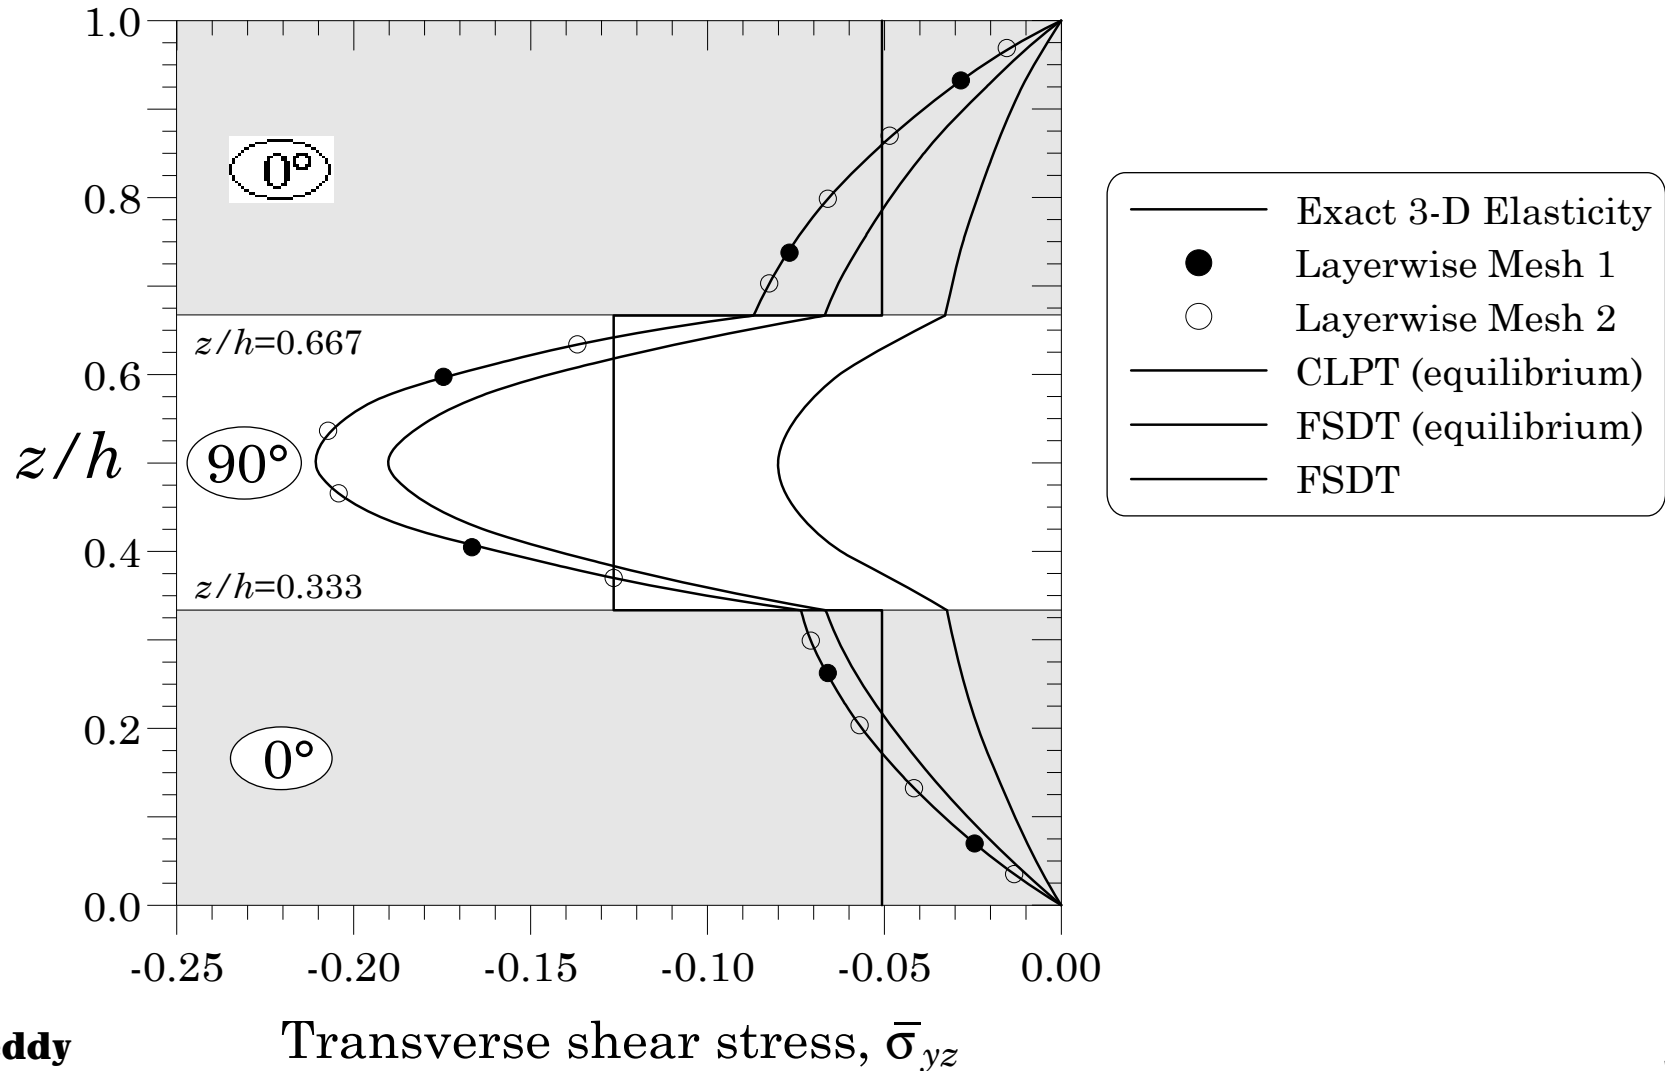 1.0
0°
0.8
z/h=0.667
0.6
z/h
90°
0.4
z/h=0.333
0.2
0°
0.0
-0.25 -0.20 -0.15 -0.10 -0.05 0.00
Transverse shear stress, σ̅yz
ddy
Exact 3-D Elasticity
Layerwise Mesh 1
Layerwise Mesh 2
CLPT (equilibrium)
FSDT (equilibrium)
FSDT